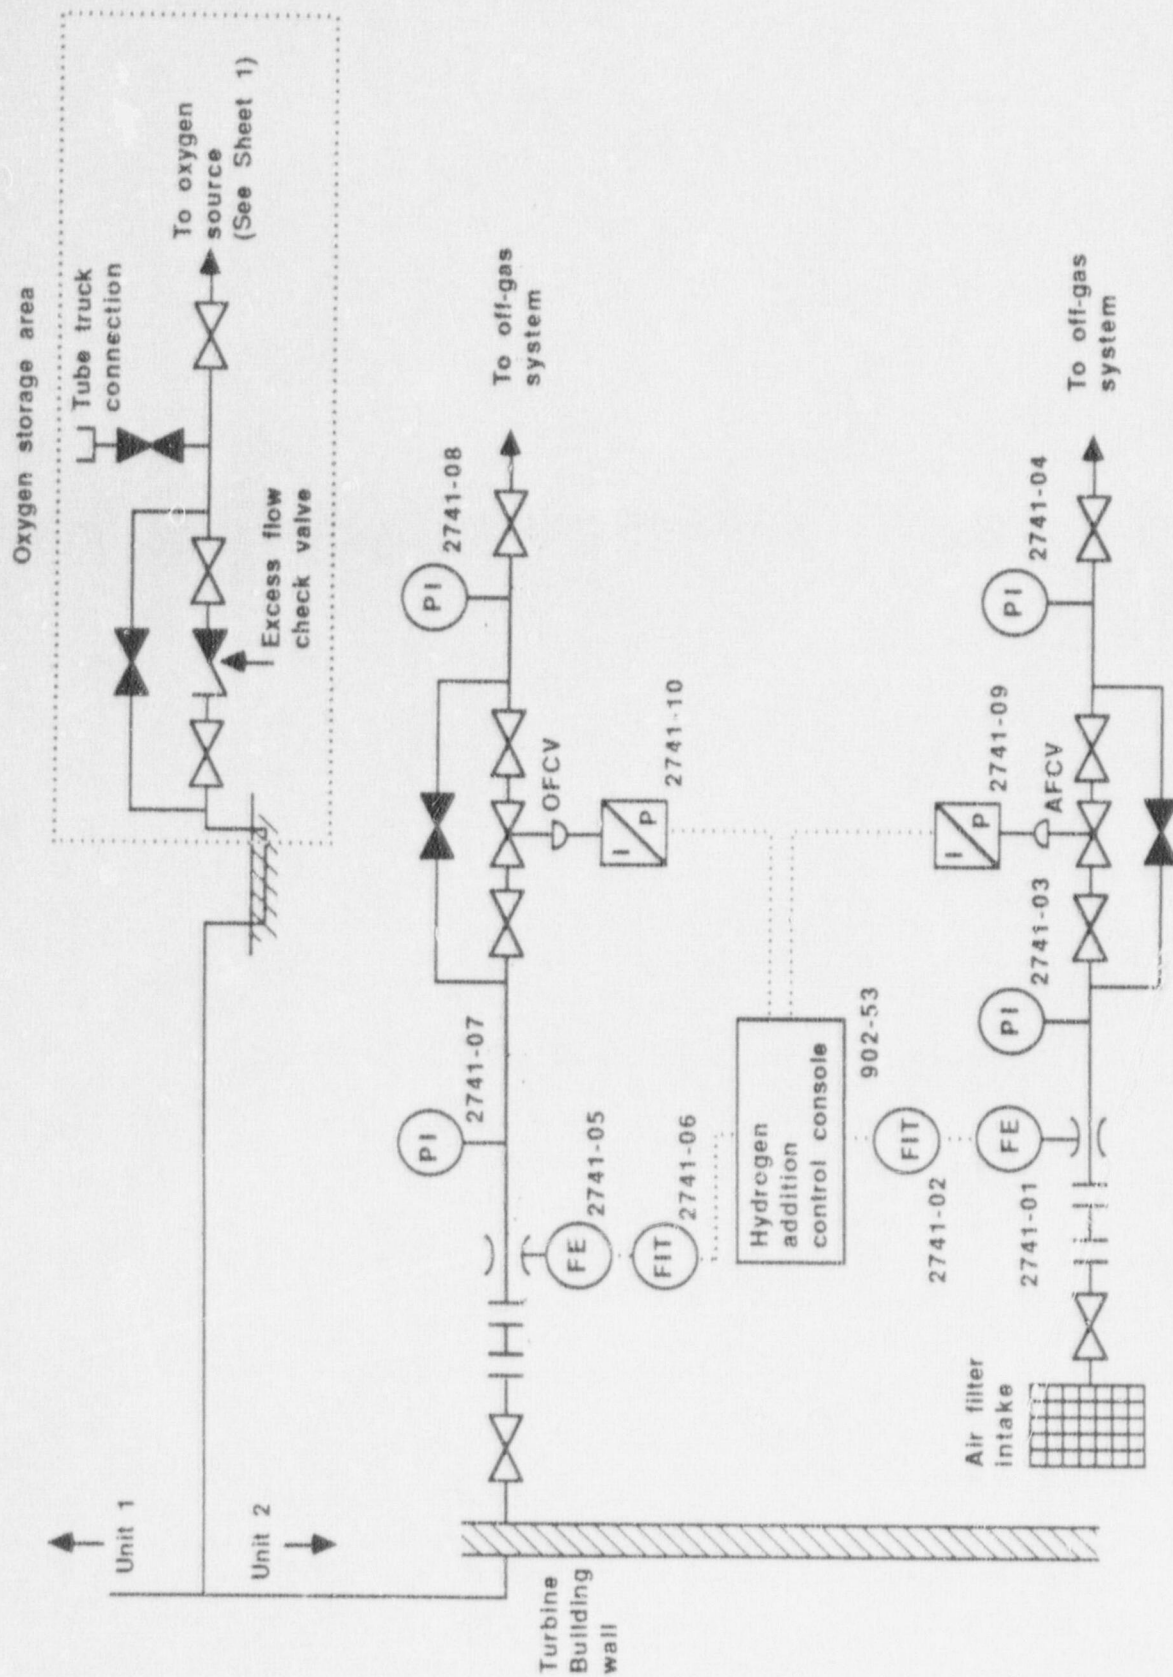 Oxygen storage area
Tube truck
connection
To oxygen
source
(See Sheet 1)
Excess flow
check valve
Unit 1
Unit 2
Turbine
Building
wall
PI
2741-07
PI
2741-08
To off-gas
system
OFCV
I
P
2741-10
FE
2741-05
FIT
2741-06
Hydrogen
addition
control console
902-53
FIT
2741-02
FE
2741-01
I
P
2741-09
AFCV
PI
2741-03
PI
2741-04
To off-gas
system
Air filter
intake